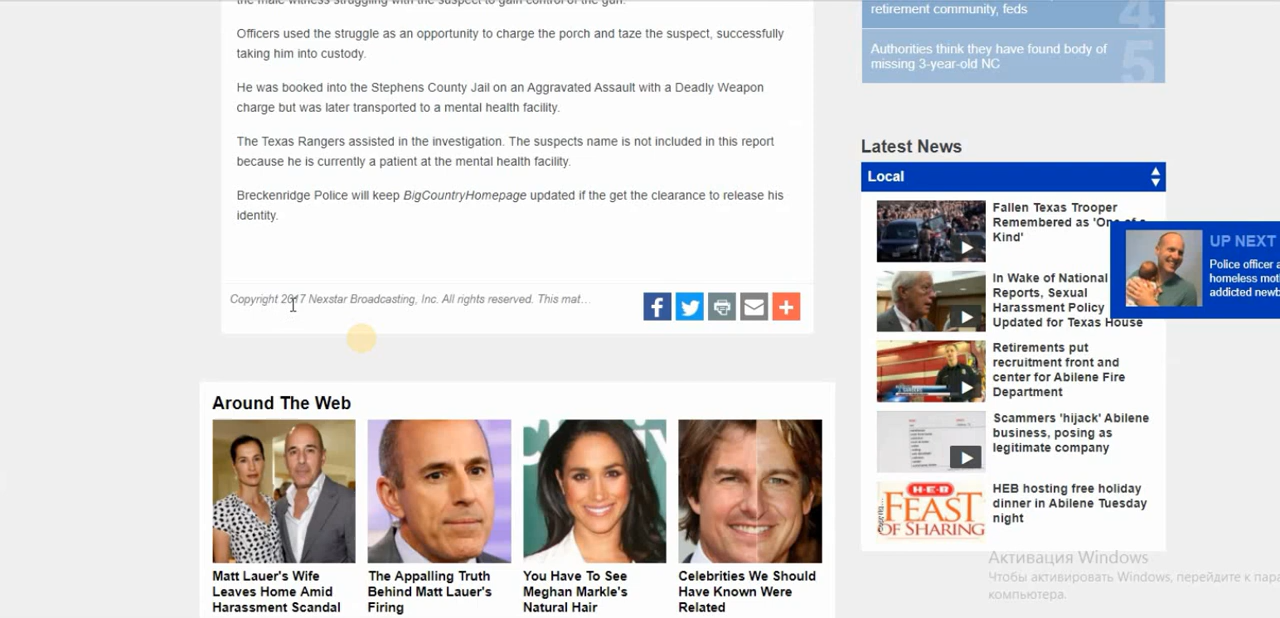 the male witness struggling with the suspect to gain control of the gun.
Officers used the struggle as an opportunity to charge the porch and taze the suspect, successfully
taking him into custody.
He was booked into the Stephens County Jail on an Aggravated Assault with a Deadly Weapon
charge but was later transported to a mental health facility.
The Texas Rangers assisted in the investigation. The suspects name is not included in this report
because he is currently a patient at the mental health facility.
Breckenridge Police will keep BigCountryHomepage updated if the get the clearance to release his
identity.
Copyright 2017 Nexstar Broadcasting, Inc. All rights reserved. This mat…
Around The Web
Matt Lauer's Wife
Leaves Home Amid
Harassment Scandal
The Appalling Truth
Behind Matt Lauer's
Firing
You Have To See
Meghan Markle's
Natural Hair
Celebrities We Should
Have Known Were
Related
retirement community, feds
4
Authorities think they have found body of
missing 3-year-old NC
5
Latest News
Local
Fallen Texas Trooper
Remembered as 'One of a
Kind'
In Wake of National
Reports, Sexual
Harassment Policy
Updated for Texas House
Retirements put
recruitment front and
center for Abilene Fire
Department
Scammers 'hijack' Abilene
business, posing as
legitimate company
H-E-B
FEAST
OF SHARING
HEB hosting free holiday
dinner in Abilene Tuesday
night
UP NEXT
Police officer a
homeless mot
addicted newb
Активация Windows
Чтобы активировать Windows, перейдите к пара
компьютера.